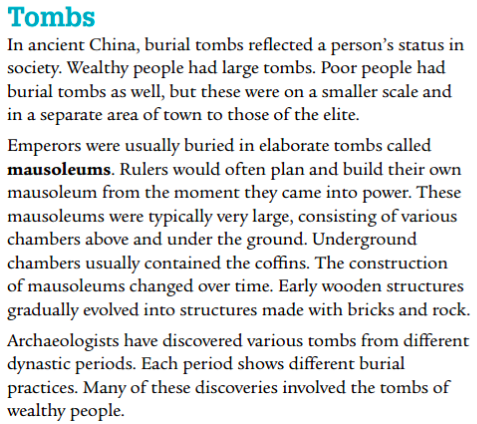 Tombs
In ancient China, burial tombs reflected a person's status in
society. Wealthy people had large tombs. Poor people had
burial tombs as well, but these were on a smaller scale and
in a separate area of town to those of the elite.
Emperors were usually buried in elaborate tombs called
mausoleums. Rulers would often plan and build their own
mausoleum from the moment they came into power. These
mausoleums were typically very large, consisting of various
chambers above and under the ground. Underground
chambers usually contained the coffins. The construction
of mausoleums changed over time. Early wooden structures
gradually evolved into structures made with bricks and rock.
Archaeologists have discovered various tombs from different
dynastic periods. Each period shows different burial
practices. Many of these discoveries involved the tombs of
wealthy people.